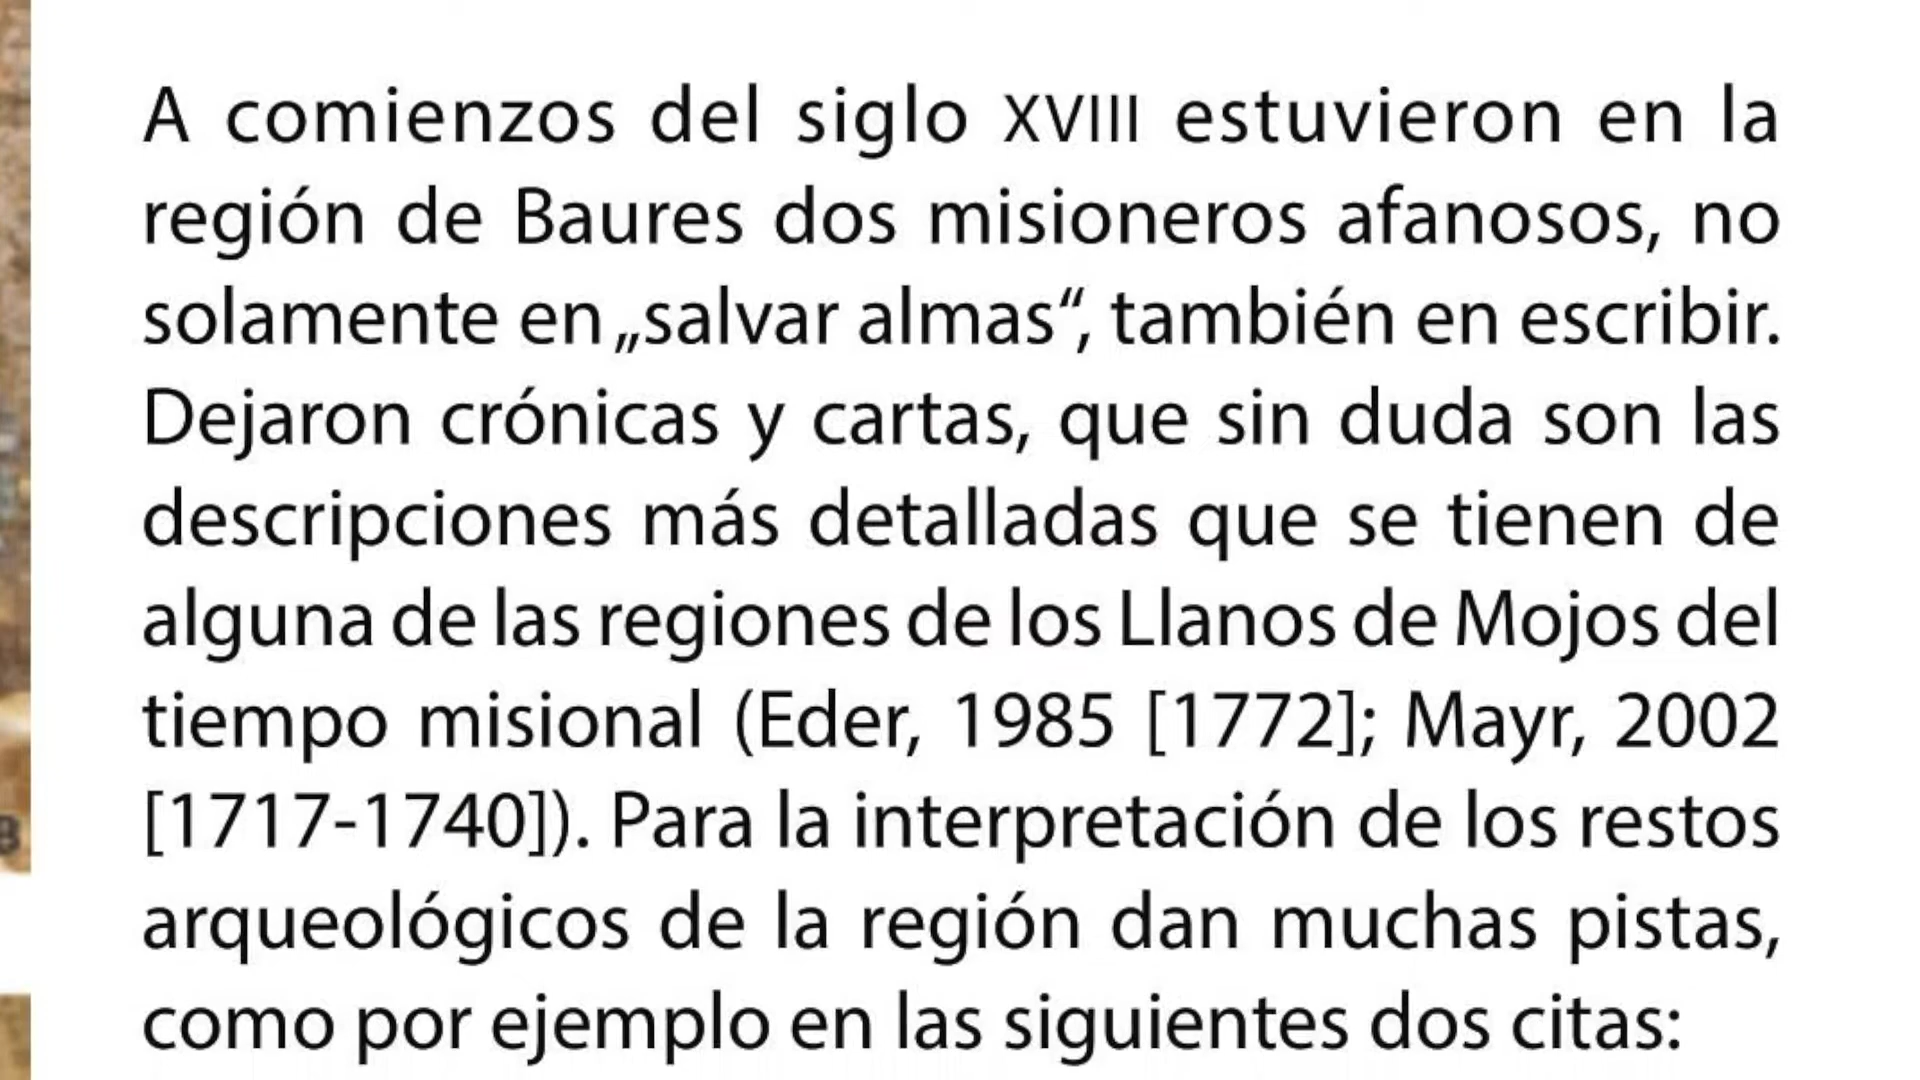 A comienzos del siglo XVIII estuvieron en la
región de Baures dos misioneros afanosos, no
solamente en „salvar almas“, también en escribir.
Dejaron crónicas y cartas, que sin duda son las
descripciones más detalladas que se tienen de
alguna de las regiones de los Llanos de Mojos del
tiempo misional (Eder, 1985 [1772]; Mayr, 2002
[1717-1740]). Para la interpretación de los restos
arqueológicos de la región dan muchas pistas,
como por ejemplo en las siguientes dos citas: